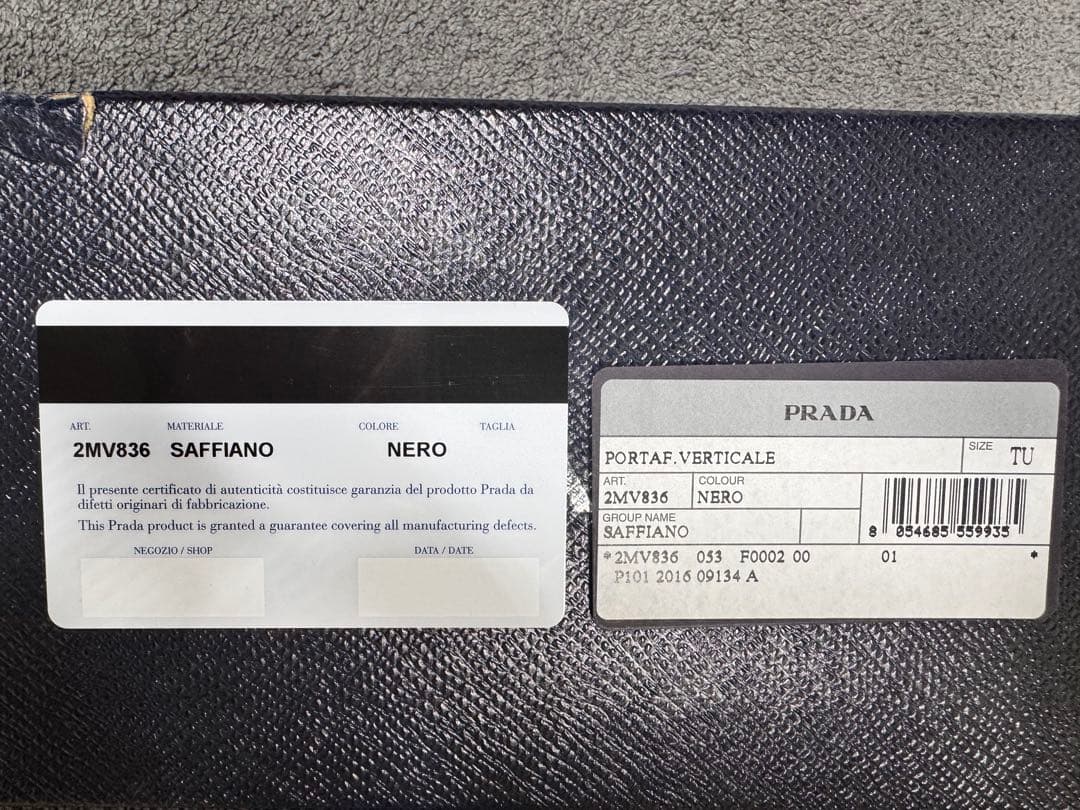 ART. MATERIALE COLORE TAGLIA
2MV836 SAFFIANO NERO
Il presente certificato di autenticità costituisce garanzia del prodotto Prada da
difetti originari di fabbricazione.
This Prada product is granted a guarantee covering all manufacturing defects.
NEGOZIO / SHOP DATA / DATE
PRADA
PORTAF.VERTICALE SIZE TU
ART. COLOUR
2MV836 NERO
GROUP NAME
SAFFIANO
8 054685 559935
*2MV836 053 F0002 00 01 *
P101 2016 09134 A